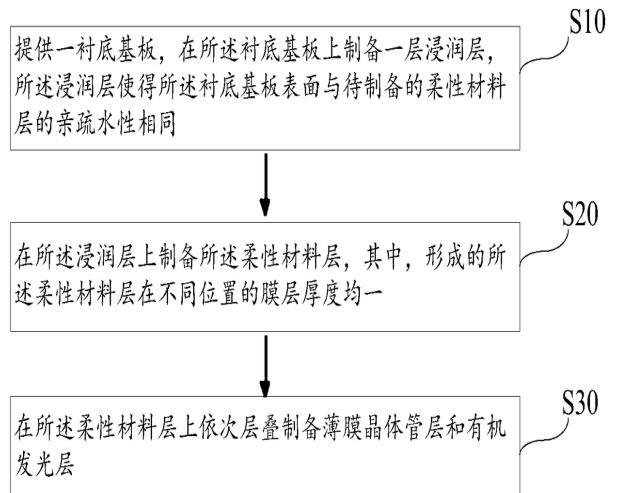 S10
提供一衬底基板，在所述衬底基板上制备一层浸润层，
所述浸润层使得所述衬底基板表面与待制备的柔性材料
层的亲疏水性相同
S20
在所述浸润层上制备所述柔性材料层，其中，形成的所
述柔性材料层在不同位置的膜层厚度均一
S30
在所述柔性材料层上依次层叠制备薄膜晶体管层和有机
发光层